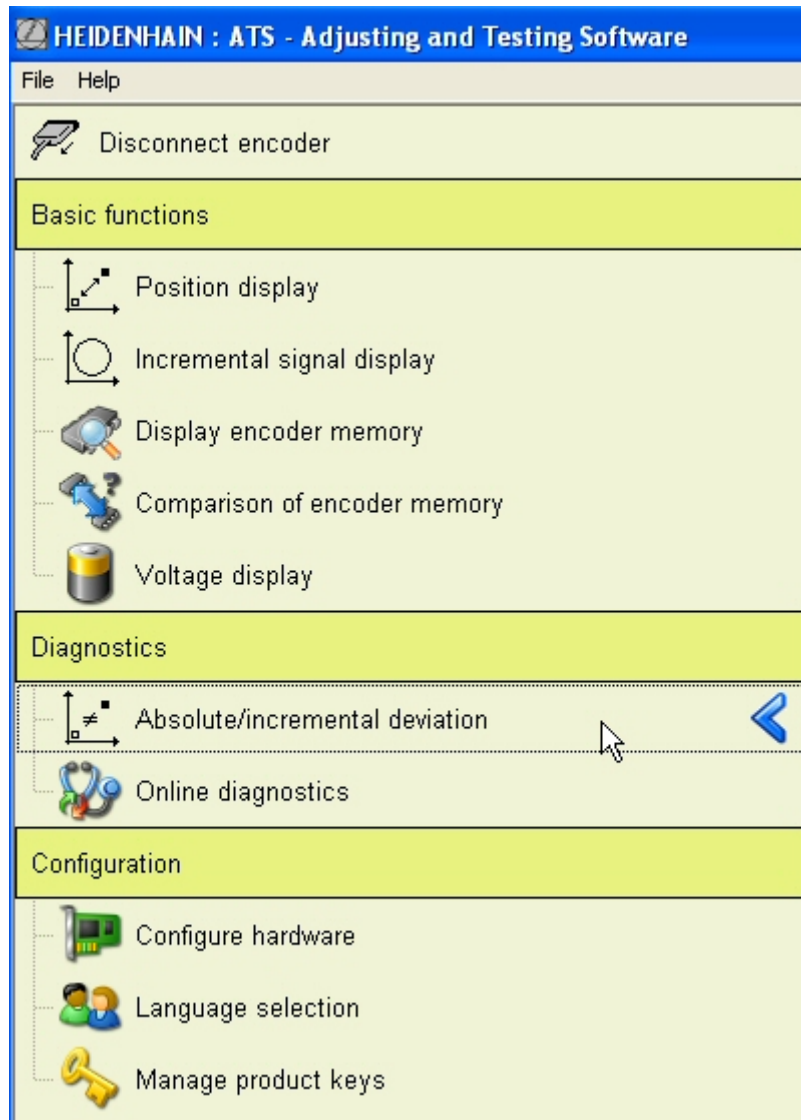 HEIDENHAIN : ATS - Adjusting and Testing Software
File Help
Disconnect encoder
Basic functions
Position display
Incremental signal display
Display encoder memory
Comparison of encoder memory
Voltage display
Diagnostics
Absolute/incremental deviation
Online diagnostics
Configuration
Configure hardware
Language selection
Manage product keys